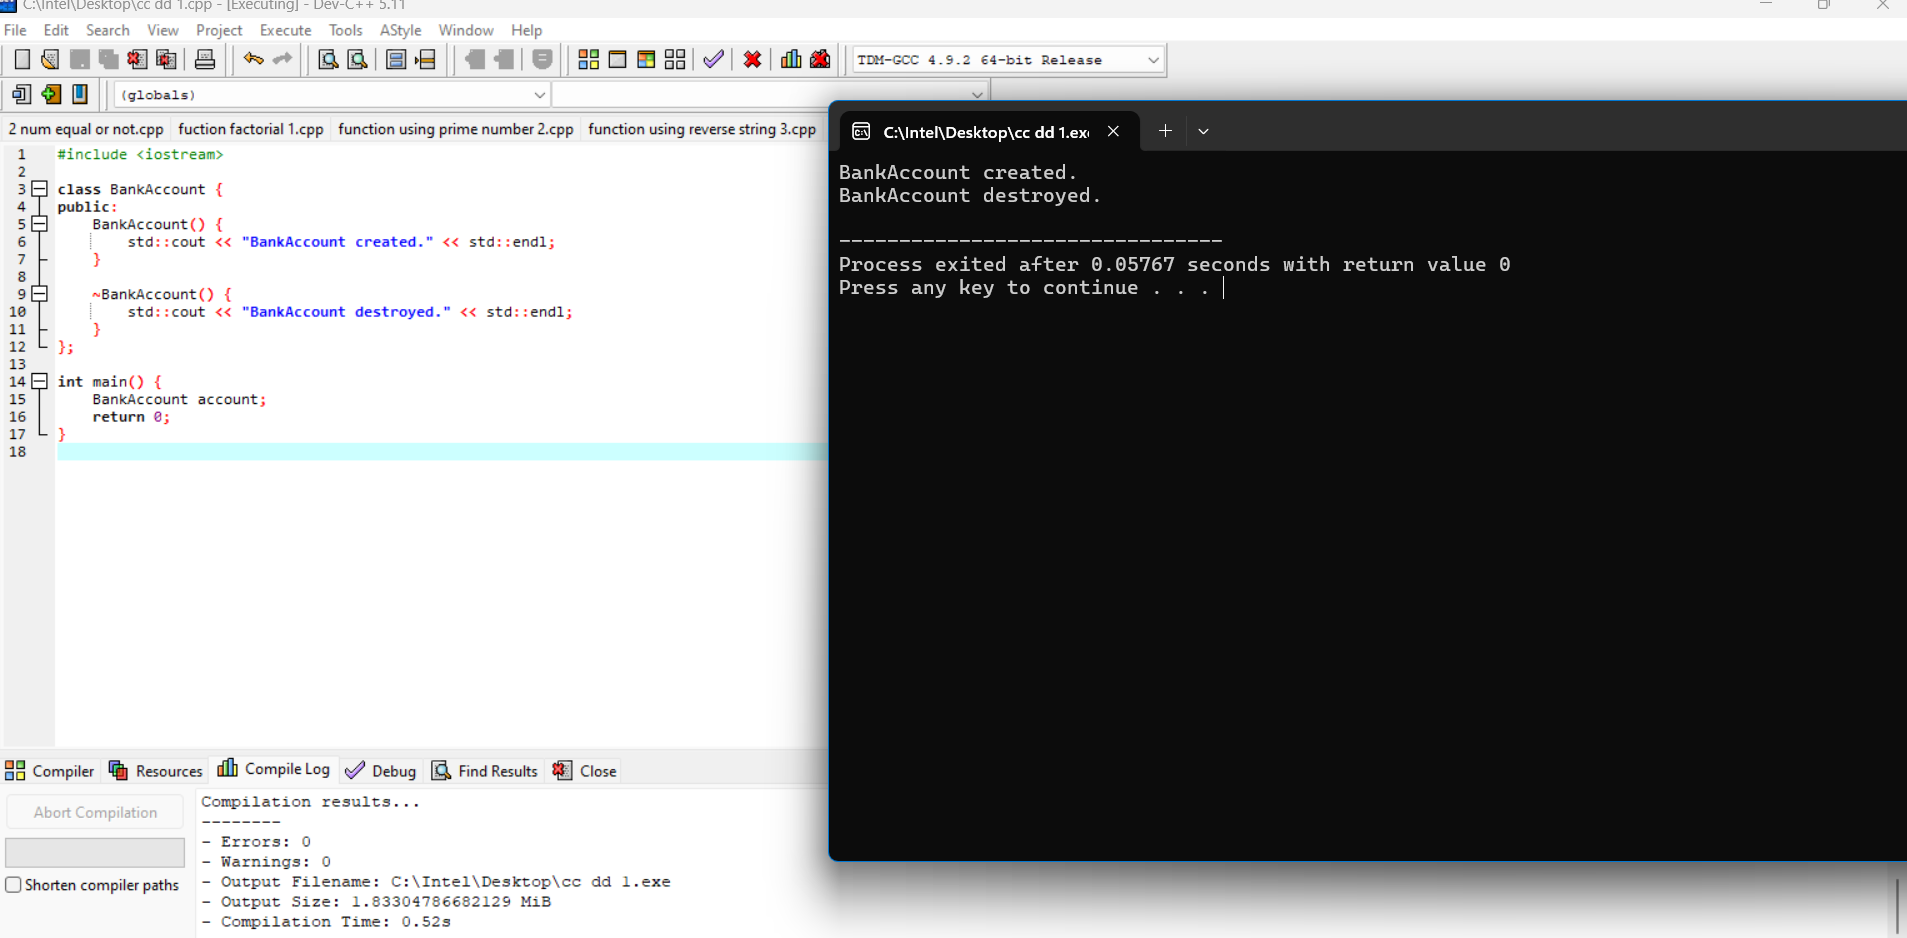 C:\Intel\Desktop\cc dd 1.cpp - [Executing] - Dev-C++ 5.11
File Edit Search View Project Execute Tools AStyle Window Help
TDM-GCC 4.9.2 64-bit Release
(globals)
2 num equal or not.cpp fuction factorial 1.cpp function using prime number 2.cpp function using reverse string 3.cpp
1 #include <iostream>
2
3 class BankAccount {
4 public:
5 BankAccount() {
6 std::cout << "BankAccount created." << std::endl;
7 }
8
9 ~BankAccount() {
10 std::cout << "BankAccount destroyed." << std::endl;
11 }
12 };
13
14 int main() {
15 BankAccount account;
16 return 0;
17 }
18
C:\Intel\Desktop\cc dd 1.ex
BankAccount created.
BankAccount destroyed.
--------------------------------
Process exited after 0.05767 seconds with return value 0
Press any key to continue . . .
Compiler Resources Compile Log Debug Find Results Close
Abort Compilation
Shorten compiler paths
Compilation results...
--------
- Errors: 0
- Warnings: 0
- Output Filename: C:\Intel\Desktop\cc dd 1.exe
- Output Size: 1.83304786682129 MiB
- Compilation Time: 0.52s